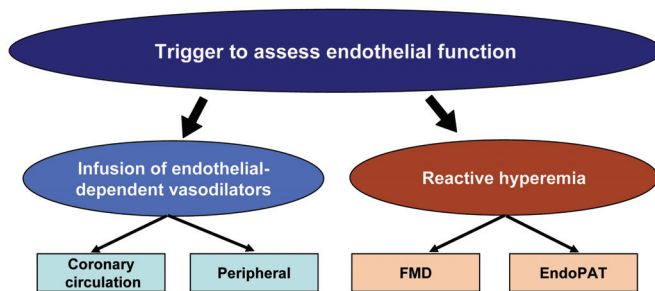 Trigger to assess endothelial function
Infusion of endothelial-
dependent vasodilators
Reactive hyperemia
Coronary
circulation
Peripheral
FMD
EndoPAT